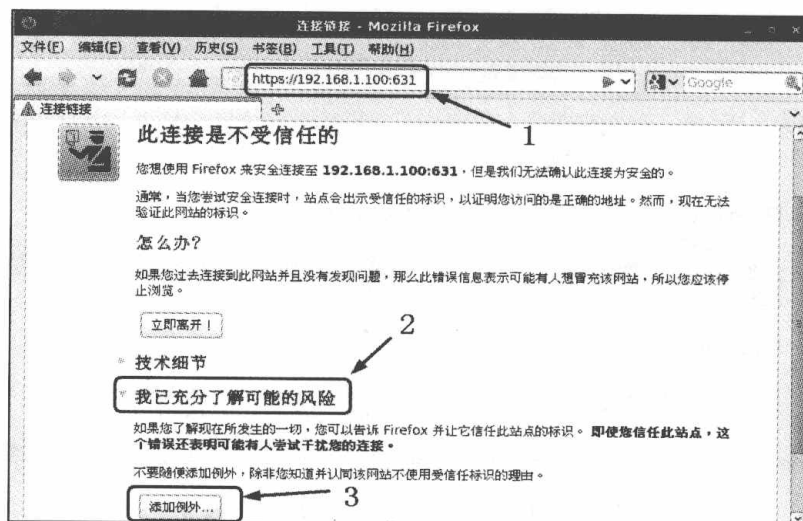 连接链接 - Mozilla Firefox
文件(F) 编辑(E) 查看(V) 历史(S) 书签(B) 工具(T) 帮助(H)
https://192.168.1.100:631
Google
连接链接
1
此连接是不受信任的
您想使用 Firefox 来安全连接至 192.168.1.100:631，但是我们无法确认此连接为安全的。
通常，当您尝试安全连接时，站点会出示受信任的标识，以证明您访问的是正确的地址。然而，现在无法
验证此网站的标识。
怎么办?
如果您过去连接到此网站并且没有发现问题，那么此错误信息表示可能有人想冒充该网站，所以您应该停
止浏览。
立即离开！
2
技术细节
我已充分了解可能的风险
如果您了解现在所发生的一切，您可以告诉 Firefox 并让它信任此站点的标识。 即使您信任此站点，这
个错误还表明可能有人尝试干扰您的连接。
不要随便添加例外，除非您知道并认同该网站不使用受信任标识的理由。
添加例外...
3